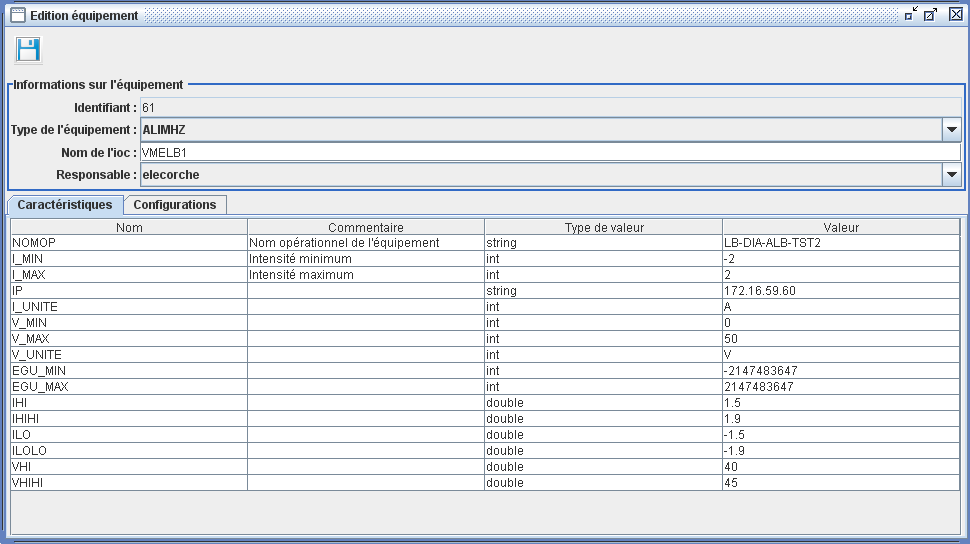 Edition équipement
Informations sur l'équipement
Identifiant : 61
Type de l'équipement : ALIMHZ
Nom de l'ioc : VMELB1
Responsable : elecorche
Caractéristiques Configurations
Nom Commentaire Type de valeur Valeur
NOMOP Nom opérationnel de l'équipement string LB-DIA-ALB-TST2
I_MIN Intensité minimum int -2
I_MAX Intensité maximum int 2
IP string 172.16.59.60
I_UNITE int A
V_MIN int 0
V_MAX int 50
V_UNITE int V
EGU_MIN int -2147483647
EGU_MAX int 2147483647
IHI double 1.5
IHIHI double 1.9
ILO double -1.5
ILOLO double -1.9
VHI double 40
VHIHI double 45